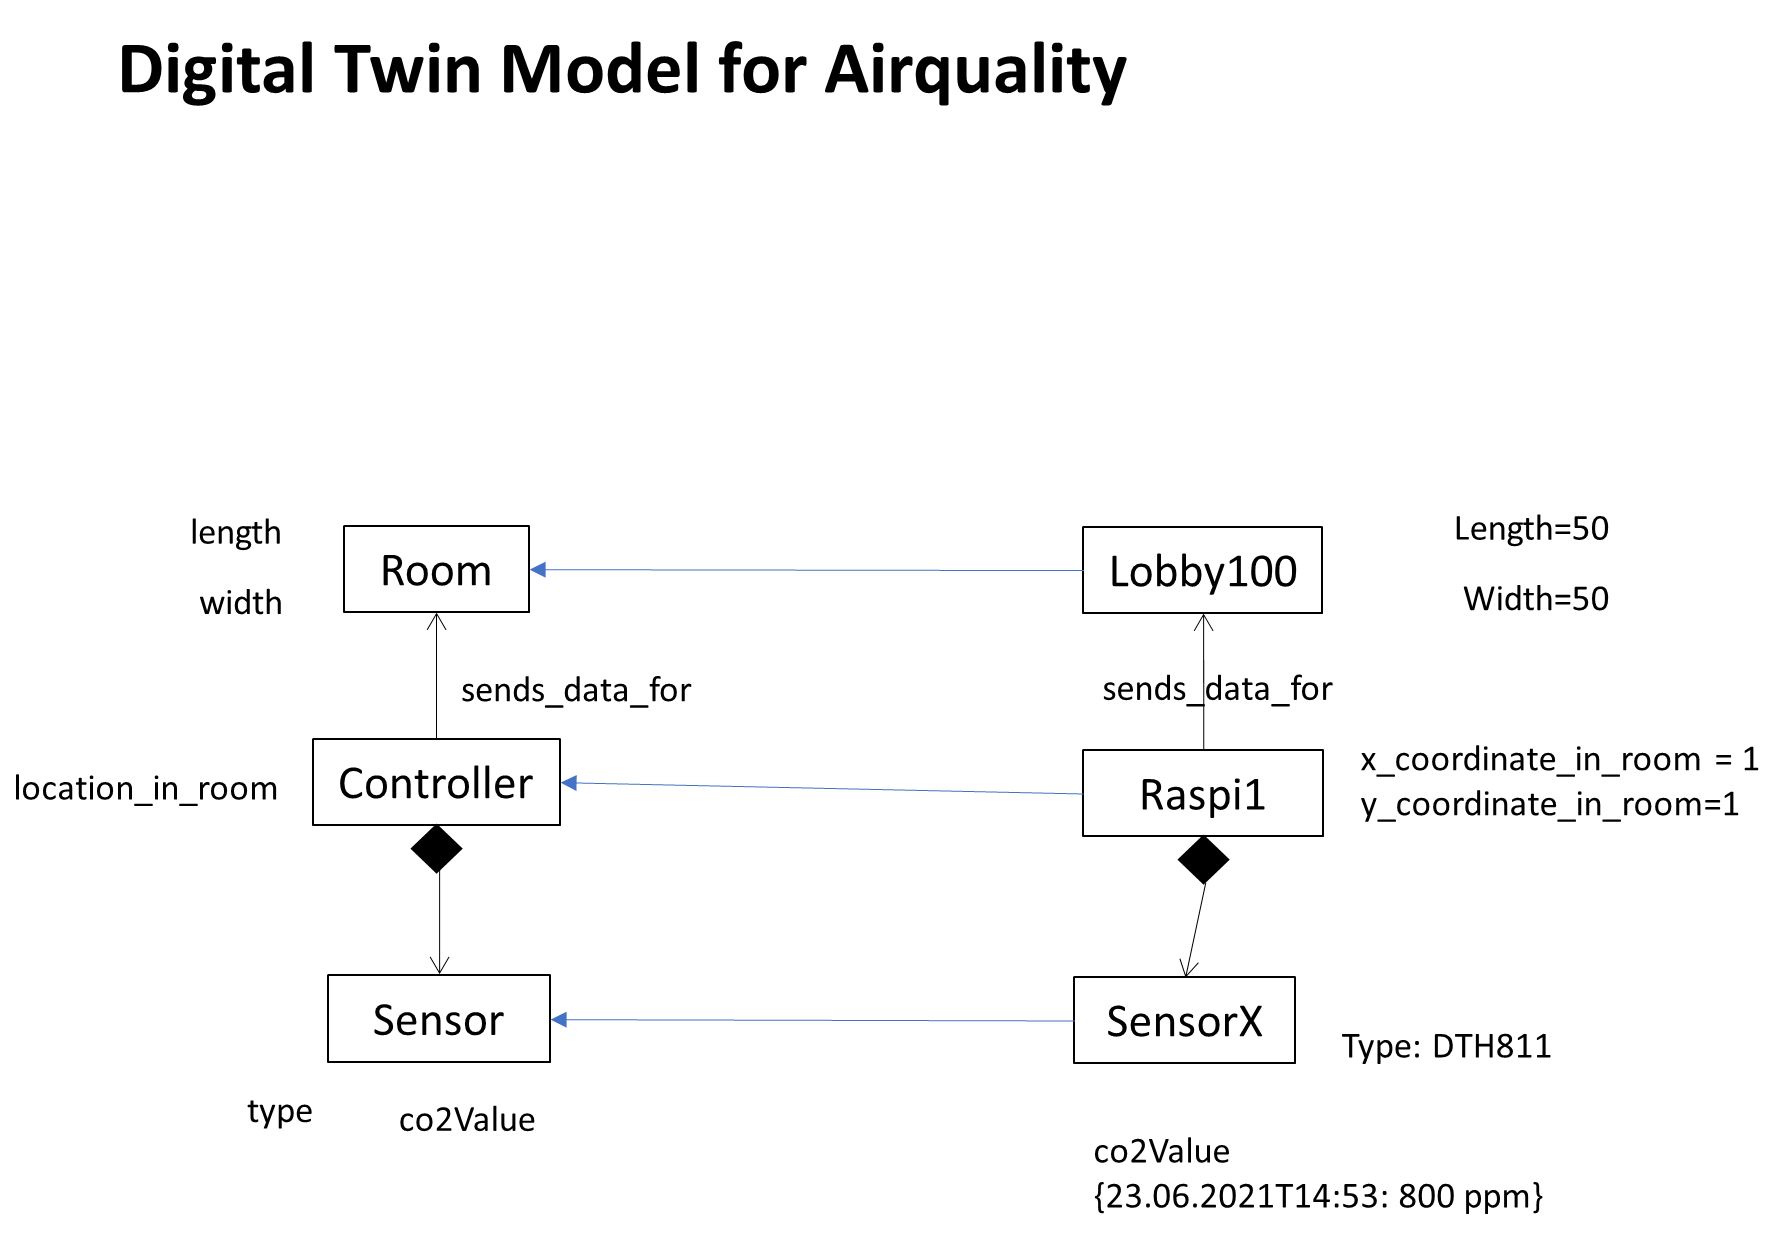 Digital Twin Model for Airquality
length
Room
Lobby100
Length=50
width
Width=50
sends_data_for
sends_data_for
location_in_room
Controller
Raspi1
x_coordinate_in_room = 1
y_coordinate_in_room=1
Sensor
SensorX
Type: DTH811
type
co2Value
co2Value
{23.06.2021T14:53: 800 ppm}